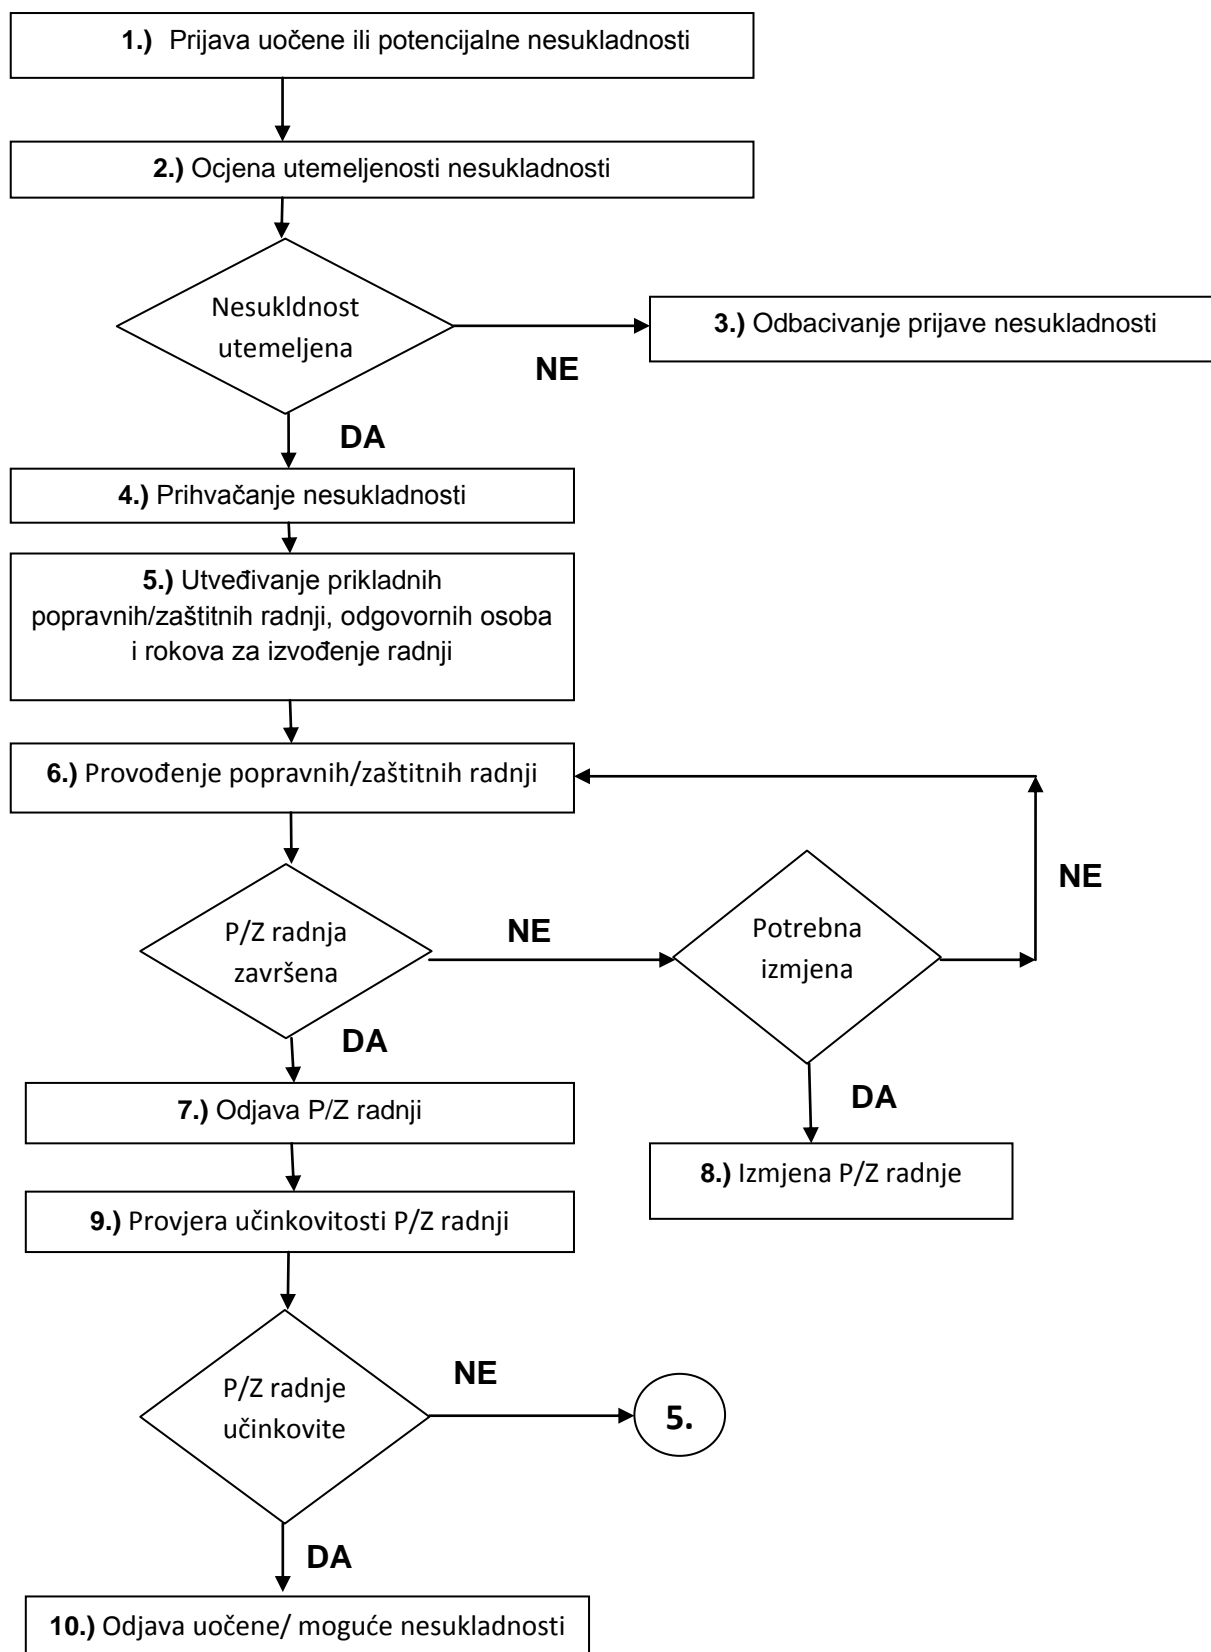 1.) Prijava uočene ili potencijalne nesukladnosti
2.) Ocjena utemeljenosti nesukladnosti
Nesukldnost
utemeljena
NE
3.) Odbacivanje prijave nesukladnosti
DA
4.) Prihvačanje nesukladnosti
5.) Utveđivanje prikladnih
popravnih/zaštitnih radnji, odgovornih osoba
i rokova za izvođenje radnji
6.) Provođenje popravnih/zaštitnih radnji
P/Z radnja
završena
NE
Potrebna
izmjena
NE
DA
DA
7.) Odjava P/Z radnji
8.) Izmjena P/Z radnje
9.) Provjera učinkovitosti P/Z radnji
P/Z radnje
učinkovite
NE
5.
DA
10.) Odjava uočene/ moguće nesukladnosti